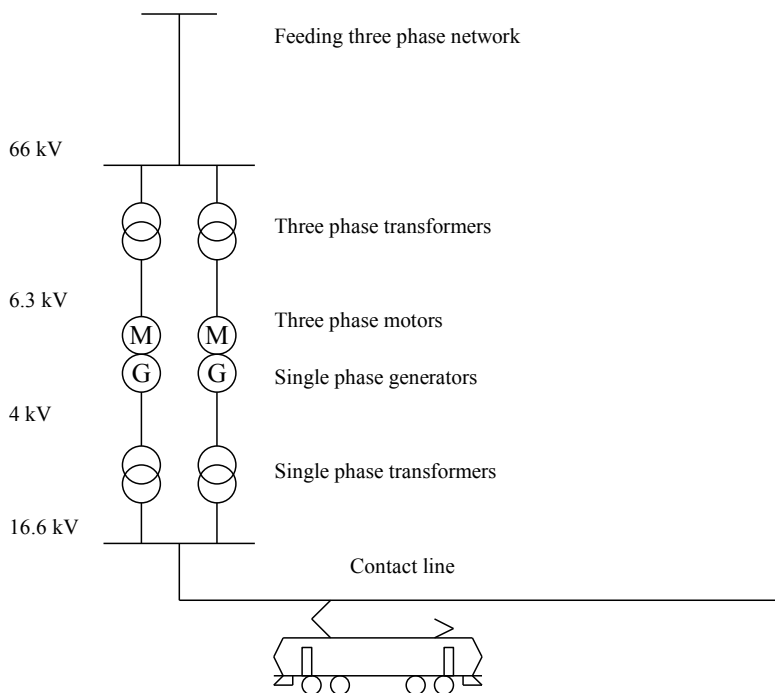 Feeding three phase network
66 kV
Three phase transformers
6.3 kV
Three phase motors
M M
G G
Single phase generators
4 kV
Single phase transformers
16.6 kV
Contact line